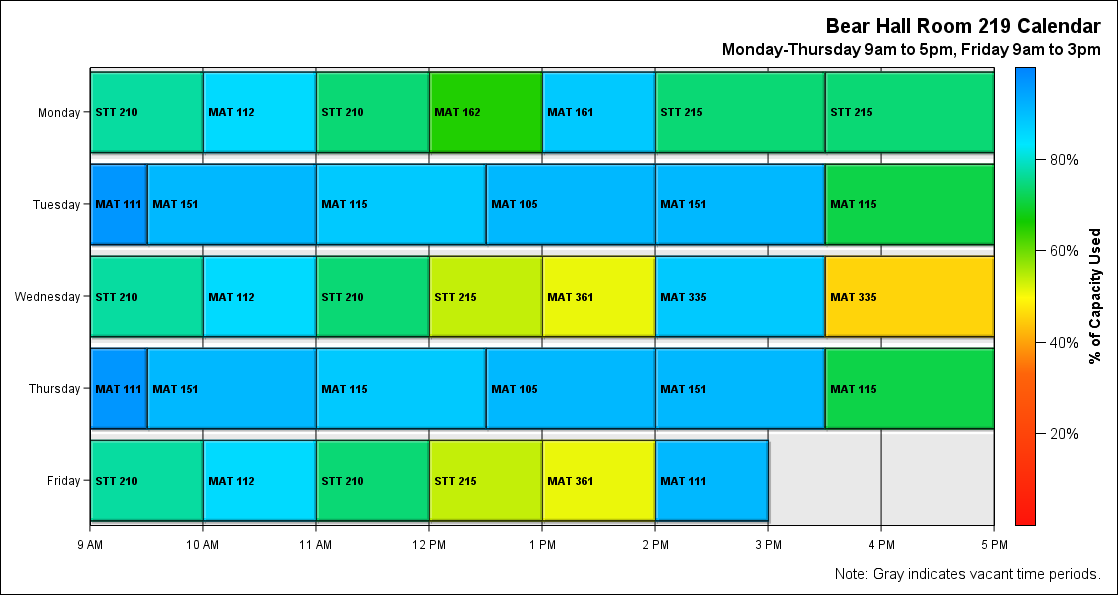 Bear Hall Room 219 Calendar
Monday-Thursday 9am to 5pm, Friday 9am to 3pm
Monday STT 210 MAT 112 STT 210 MAT 162 MAT 161 STT 215 STT 215
80%
Tuesday MAT 111 MAT 151 MAT 115 MAT 105 MAT 151 MAT 115
60%
Wednesday STT 210 MAT 112 STT 210 STT 215 MAT 361 MAT 335 MAT 335
% of Capacity Used
40%
Thursday MAT 111 MAT 151 MAT 115 MAT 105 MAT 151 MAT 115
20%
Friday STT 210 MAT 112 STT 210 STT 215 MAT 361 MAT 111
9 AM 10 AM 11 AM 12 PM 1 PM 2 PM 3 PM 4 PM 5 PM
Note: Gray indicates vacant time periods.